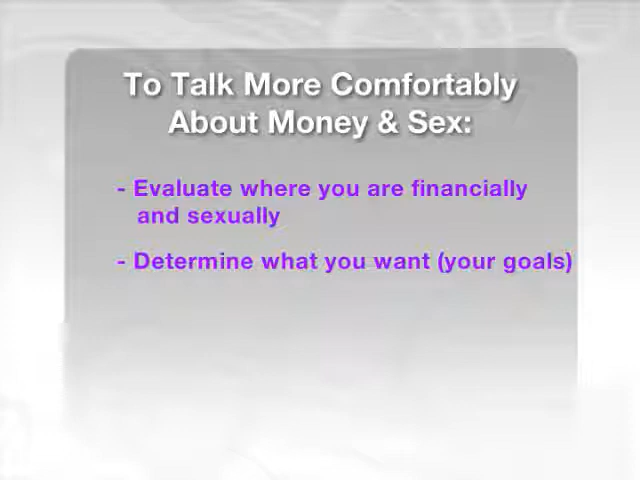 To Talk More Comfortably
About Money & Sex:
- Evaluate where you are financially
and sexually
- Determine what you want (your goals)